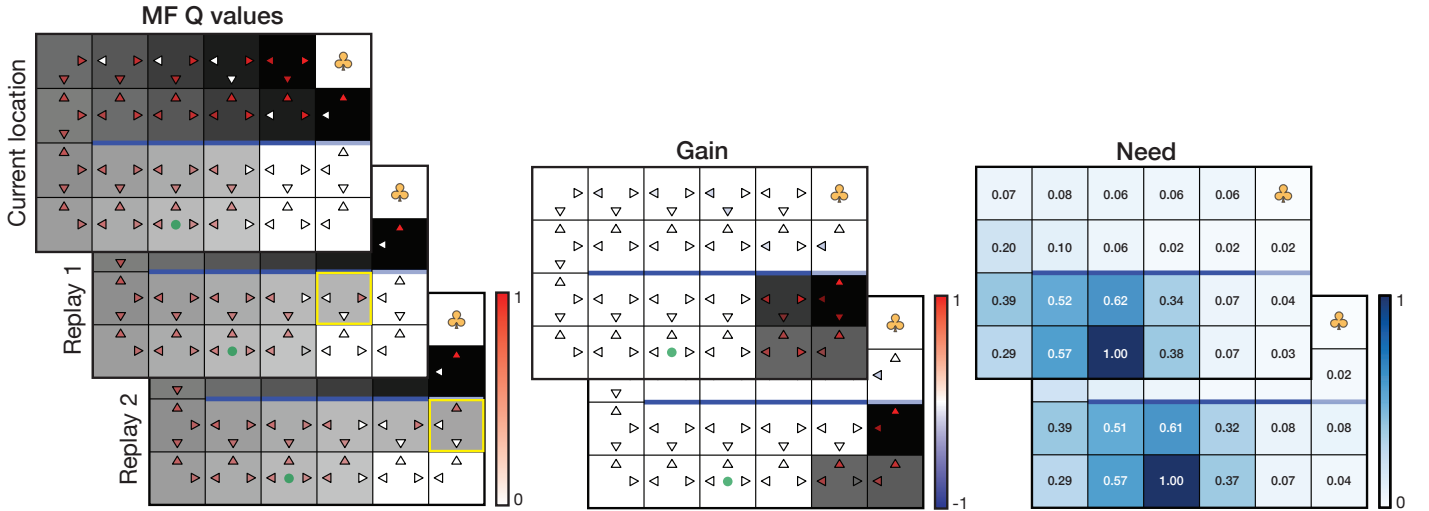 MF Q values
Current location
Replay 1
Replay 2
1
0
Gain
1
-1
Need
0.07 0.08 0.06 0.06 0.06
0.20 0.10 0.06 0.02 0.02 0.02
0.39 0.52 0.62 0.34 0.07 0.04
0.29 0.57 1.00 0.38 0.07 0.03
0.02
0.39 0.51 0.61 0.32 0.08 0.08
0.29 0.57 1.00 0.37 0.07 0.04
1
0